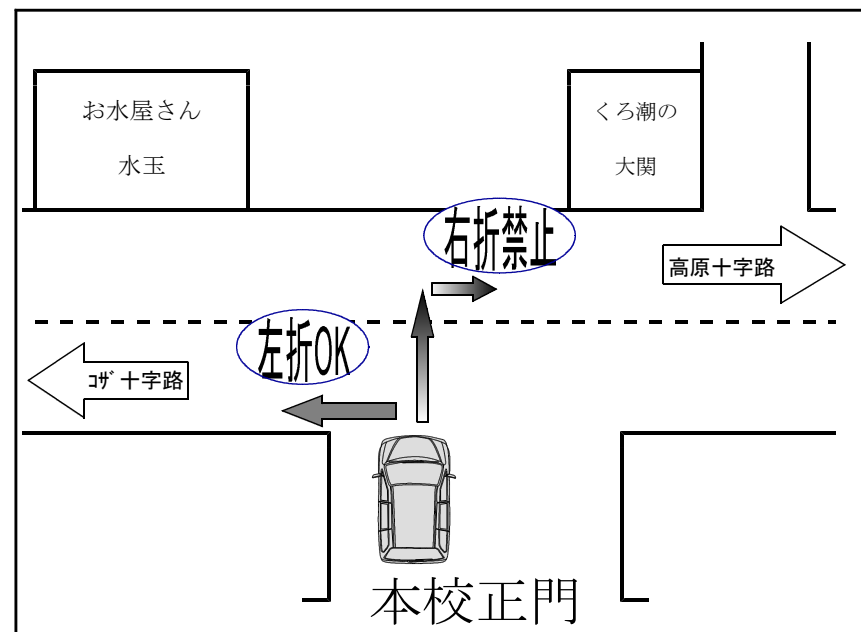 お水屋さん
水玉
くろ潮の
大関
右折禁止
高原十字路
左折OK
ｺｻﾞ十字路
本校正門